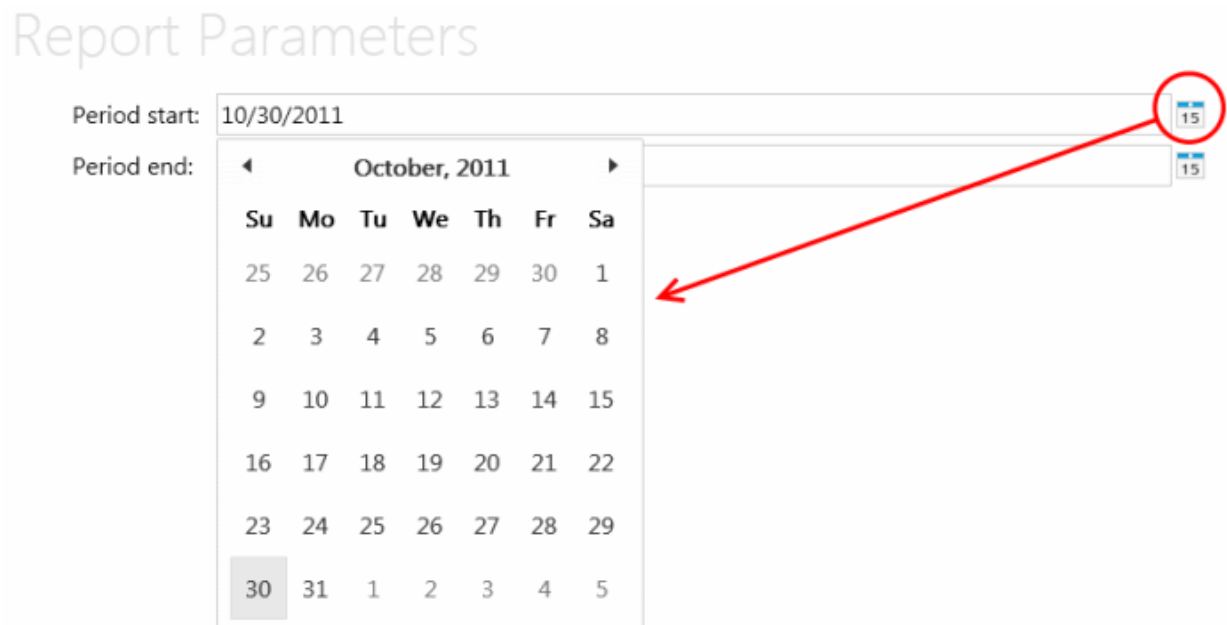 Report Parameters
Period start: 10/30/2011 15
Period end: 15
October, 2011
Su Mo Tu We Th Fr Sa
25 26 27 28 29 30 1
2 3 4 5 6 7 8
9 10 11 12 13 14 15
16 17 18 19 20 21 22
23 24 25 26 27 28 29
30 31 1 2 3 4 5